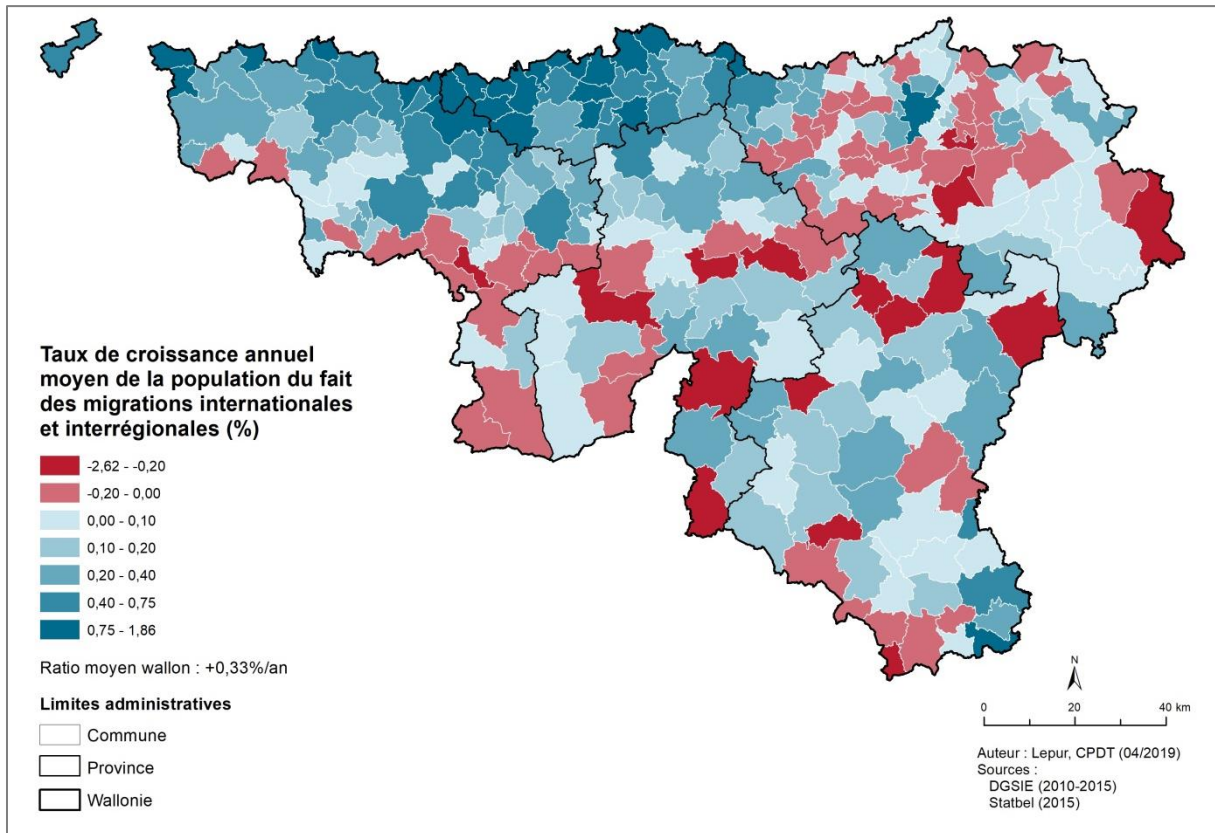 Taux de croissance annuel
moyen de la population du fait
des migrations internationales
et interrégionales (%)
-2,62 - -0,20
-0,20 - 0,00
0,00 - 0,10
0,10 - 0,20
0,20 - 0,40
0,40 - 0,75
0,75 - 1,86
Ratio moyen wallon : +0,33%/an
Limites administratives
Commune
Province
Wallonie
N
0 20 40 km
Auteur : Lepur, CPDT (04/2019)
Sources :
DGSIE (2010-2015)
Statbel (2015)